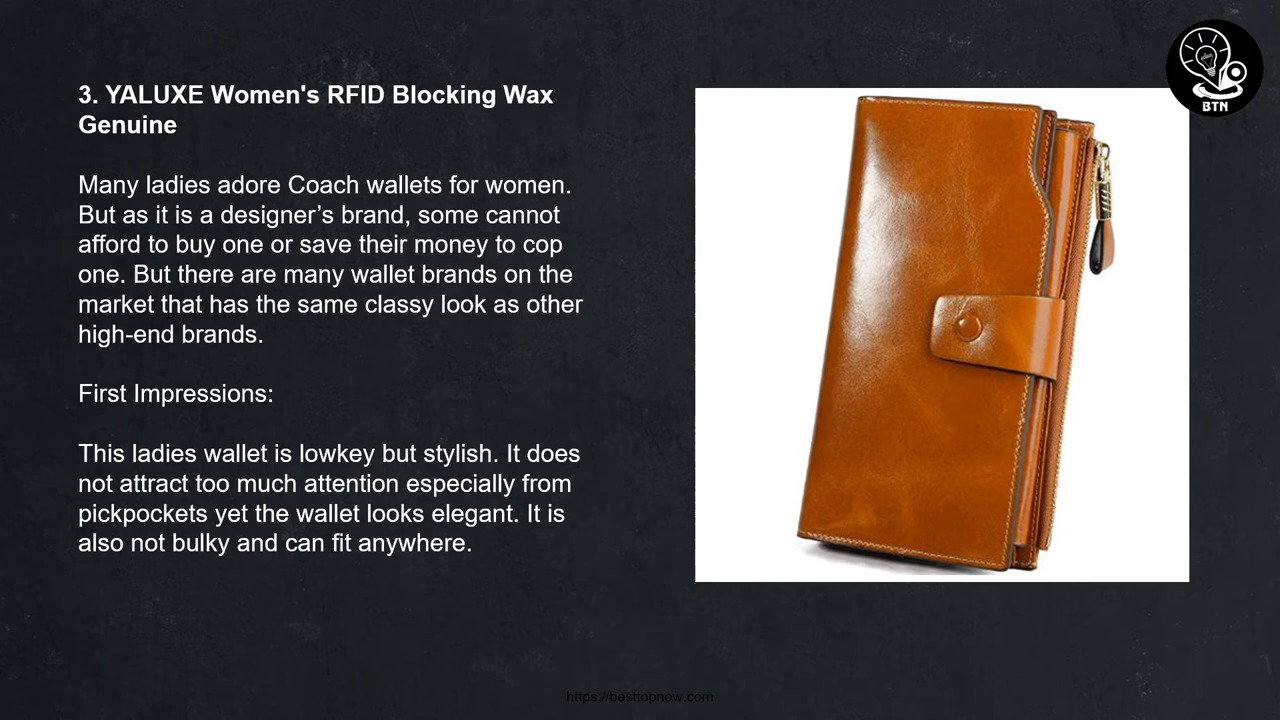 3. YALUXE Women's RFID Blocking Wax
Genuine
Many ladies adore Coach wallets for women.
But as it is a designer’s brand, some cannot
afford to buy one or save their money to cop
one. But there are many wallet brands on the
market that has the same classy look as other
high-end brands.
First Impressions:
This ladies wallet is lowkey but stylish. It does
not attract too much attention especially from
pickpockets yet the wallet looks elegant. It is
also not bulky and can fit anywhere.
BTN
https://besttopnow.com